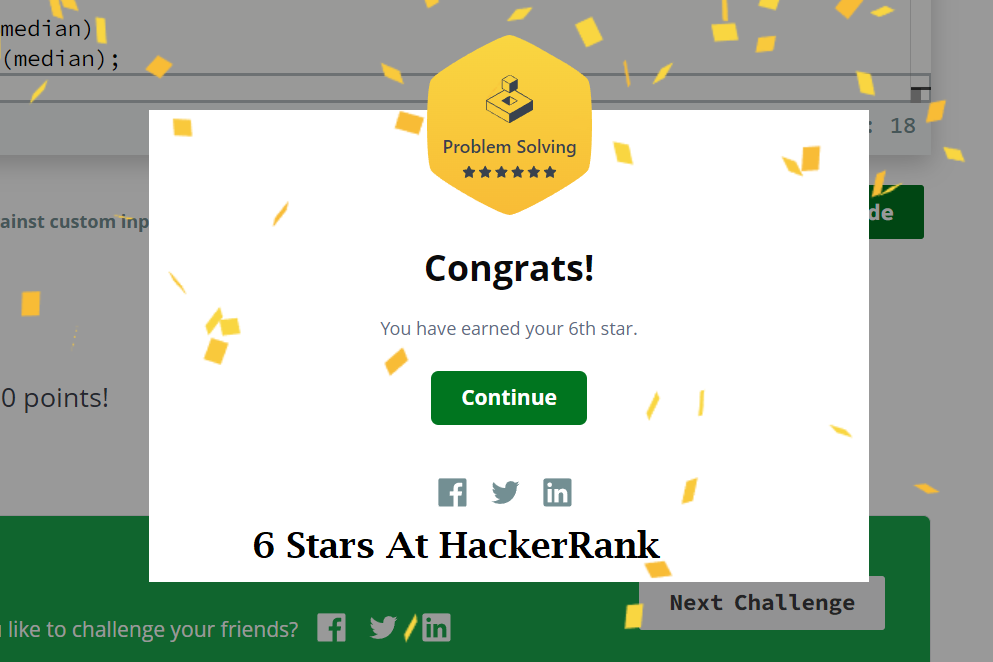 median)
(median);
: 18
Problem Solving
ainst custom inp
de
Congrats!
You have earned your 6th star.
0 points!
Continue
6 Stars At HackerRank
Next Challenge
like to challenge your friends?